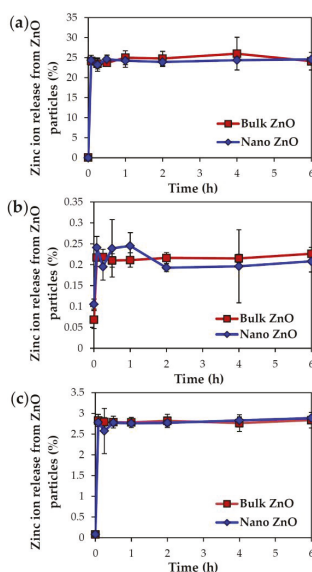 (a)
Zinc ion release from ZnO
particles (%)
35
30
25
20
15
10
5
0
0 1 2 3 4 5 6
Bulk ZnO
Nano ZnO
Time (h)
(b)
Zinc ion release from ZnO
particles (%)
0.35
0.3
0.25
0.2
0.15
0.1
0.05
0
0 1 2 3 4 5 6
Bulk ZnO
Nano ZnO
Time (h)
(c)
Zinc ion release from ZnO
particles (%)
3.5
3
2.5
2
1.5
1
0.5
0
0 1 2 3 4 5 6
Bulk ZnO
Nano ZnO
Time (h)